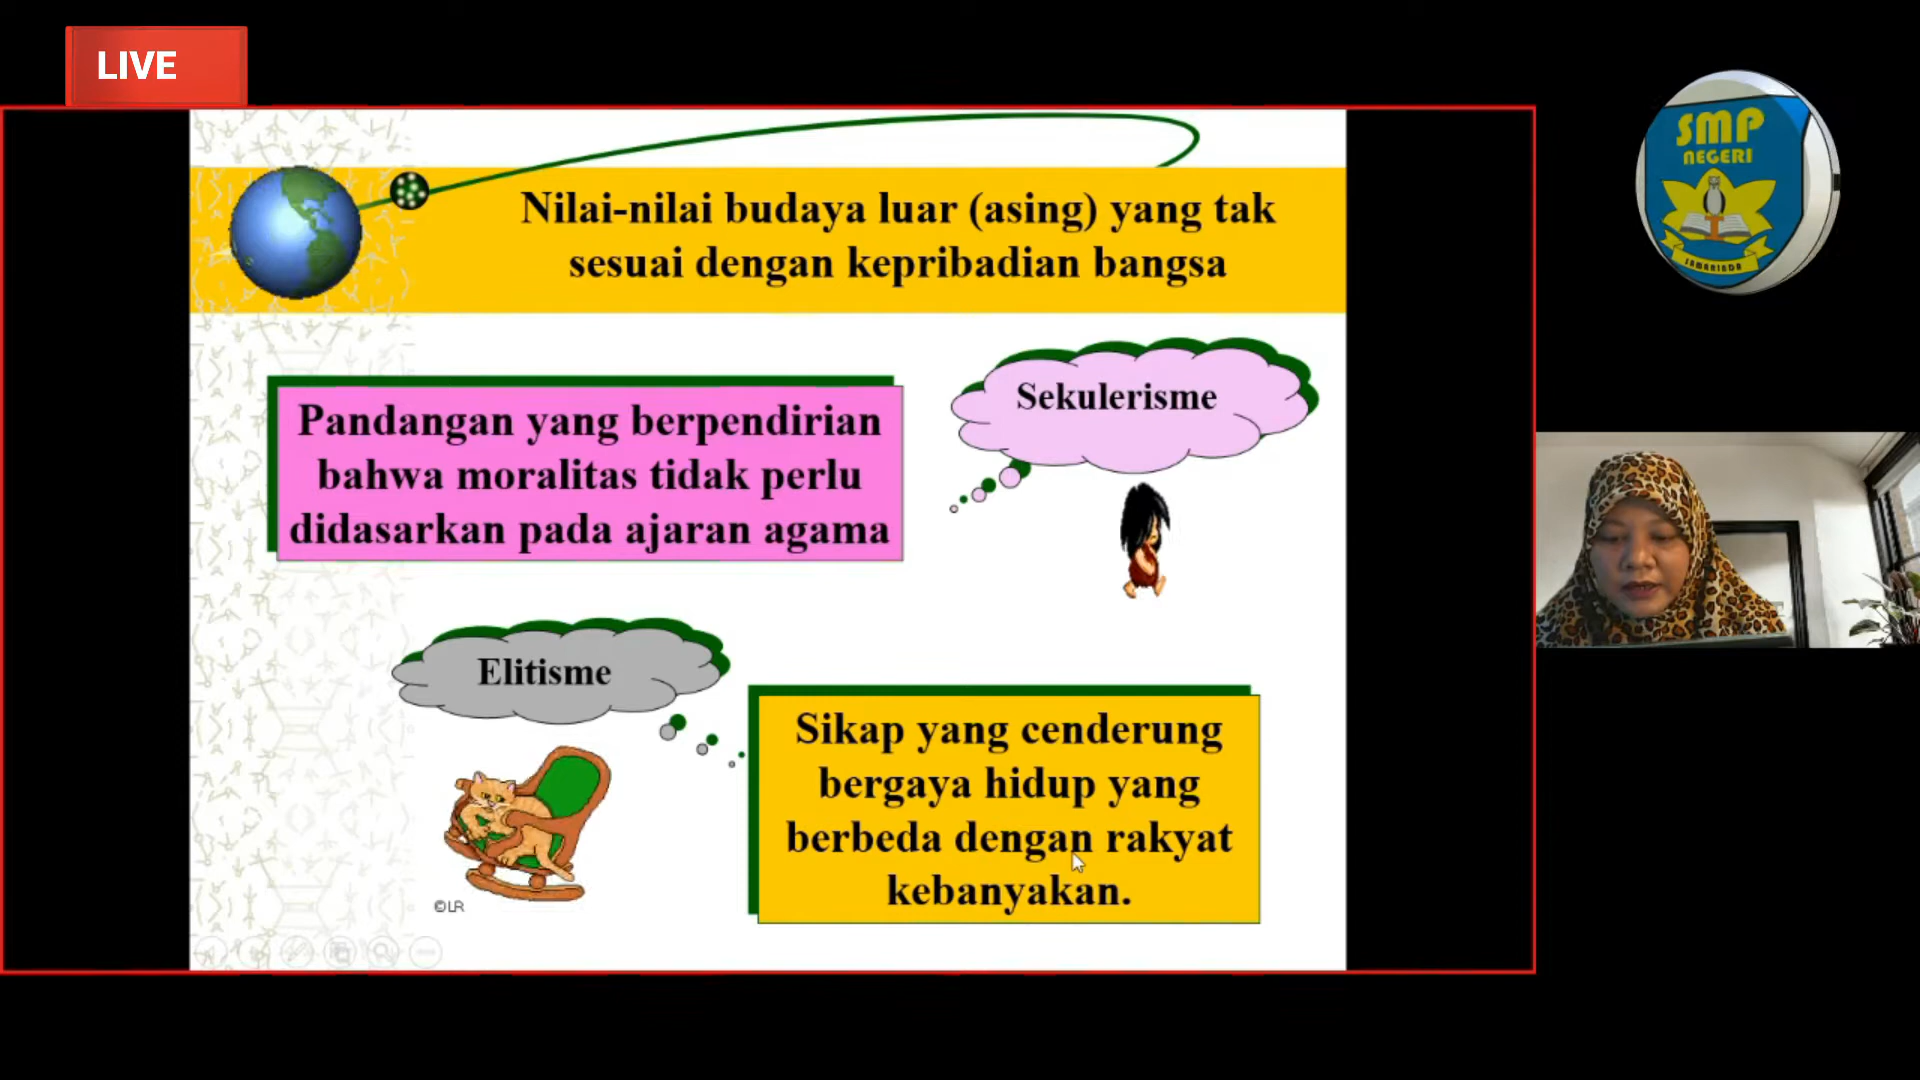 LIVE
SMP
NEGERI
SAMARINDA
Nilai-nilai budaya luar (asing) yang tak
sesuai dengan kepribadian bangsa
Sekulerisme
Pandangan yang berpendirian
bahwa moralitas tidak perlu
didasarkan pada ajaran agama
Elitisme
Sikap yang cenderung
bergaya hidup yang
berbeda dengan rakyat
kebanyakan.
©LR